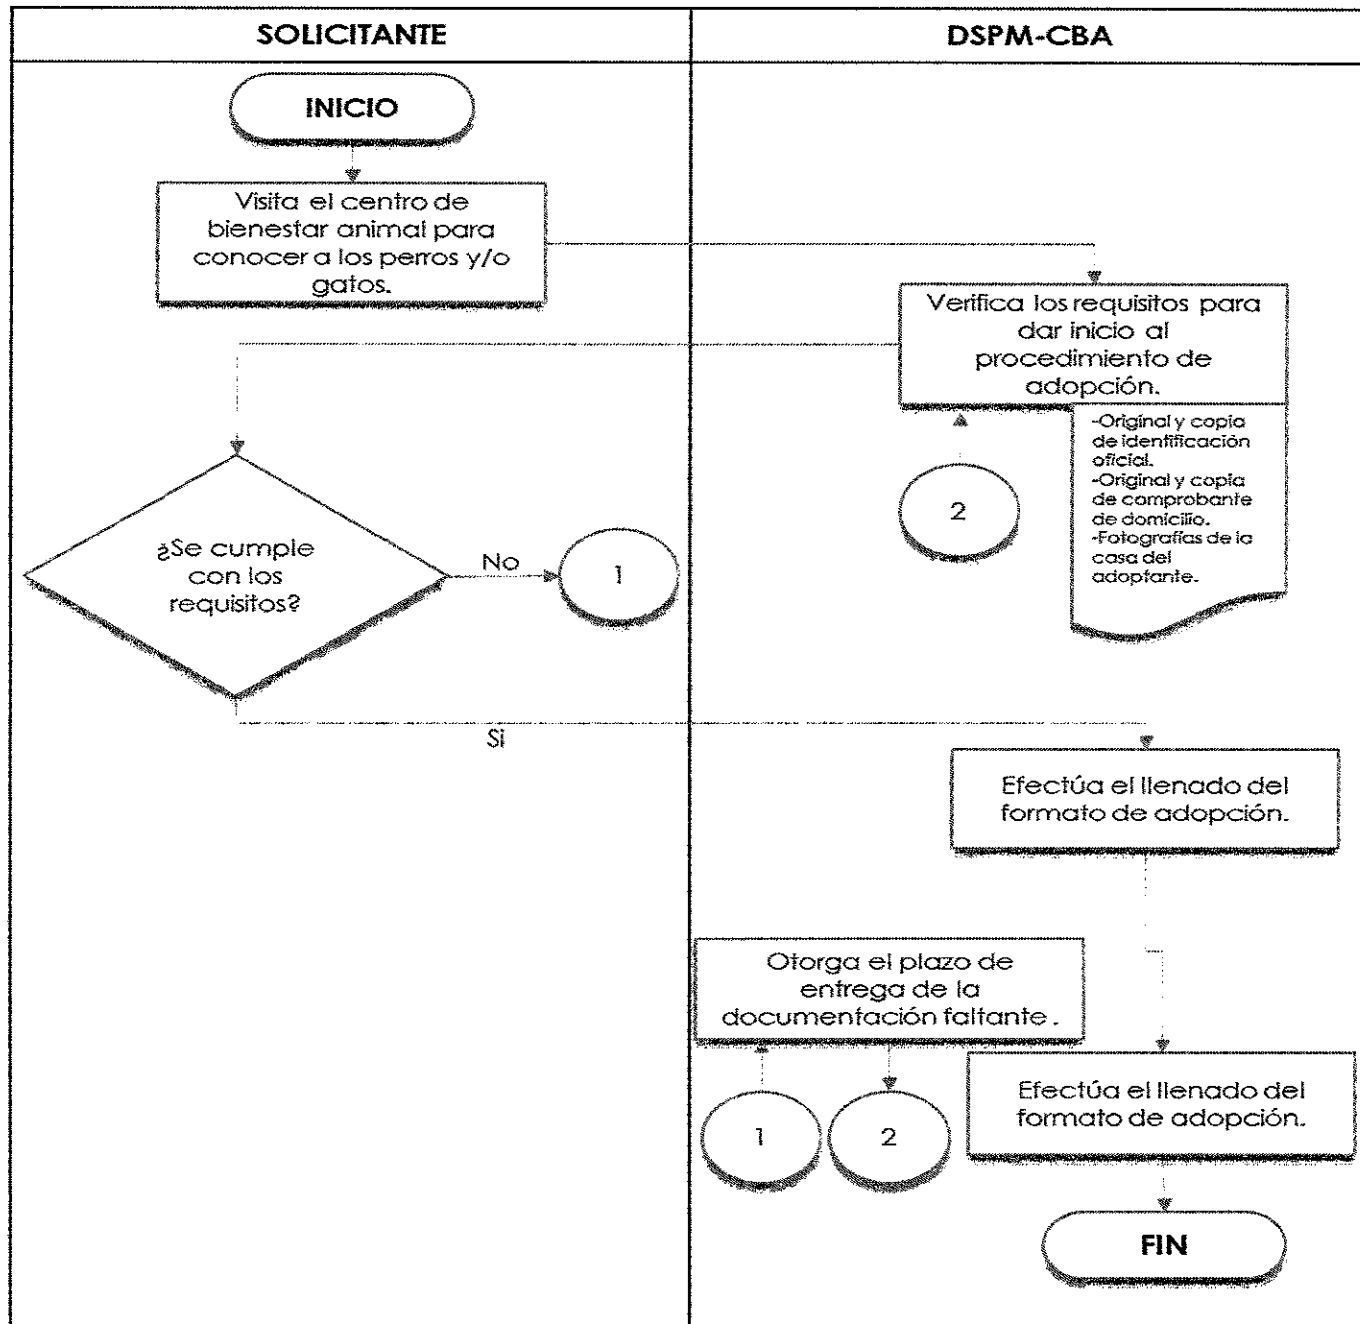 SOLICITANTE
DSPM-CBA
INICIO
Visita el centro de
bienestar animal para
conocer a los perros y/o
gatos.
Verifica los requisitos para
dar inicio al
procedimiento de
adopción.
-Original y copia
de identificación
oficial.
-Original y copia
de comprobante
de domicilio.
-Fotografías de la
casa del
adoptante.
2
¿Se cumple
con los
requisitos?
No
1
Si
Efectúa el llenado del
formato de adopción.
Otorga el plazo de
entrega de la
documentación faltante.
1
2
Efectúa el llenado del
formato de adopción.
FIN